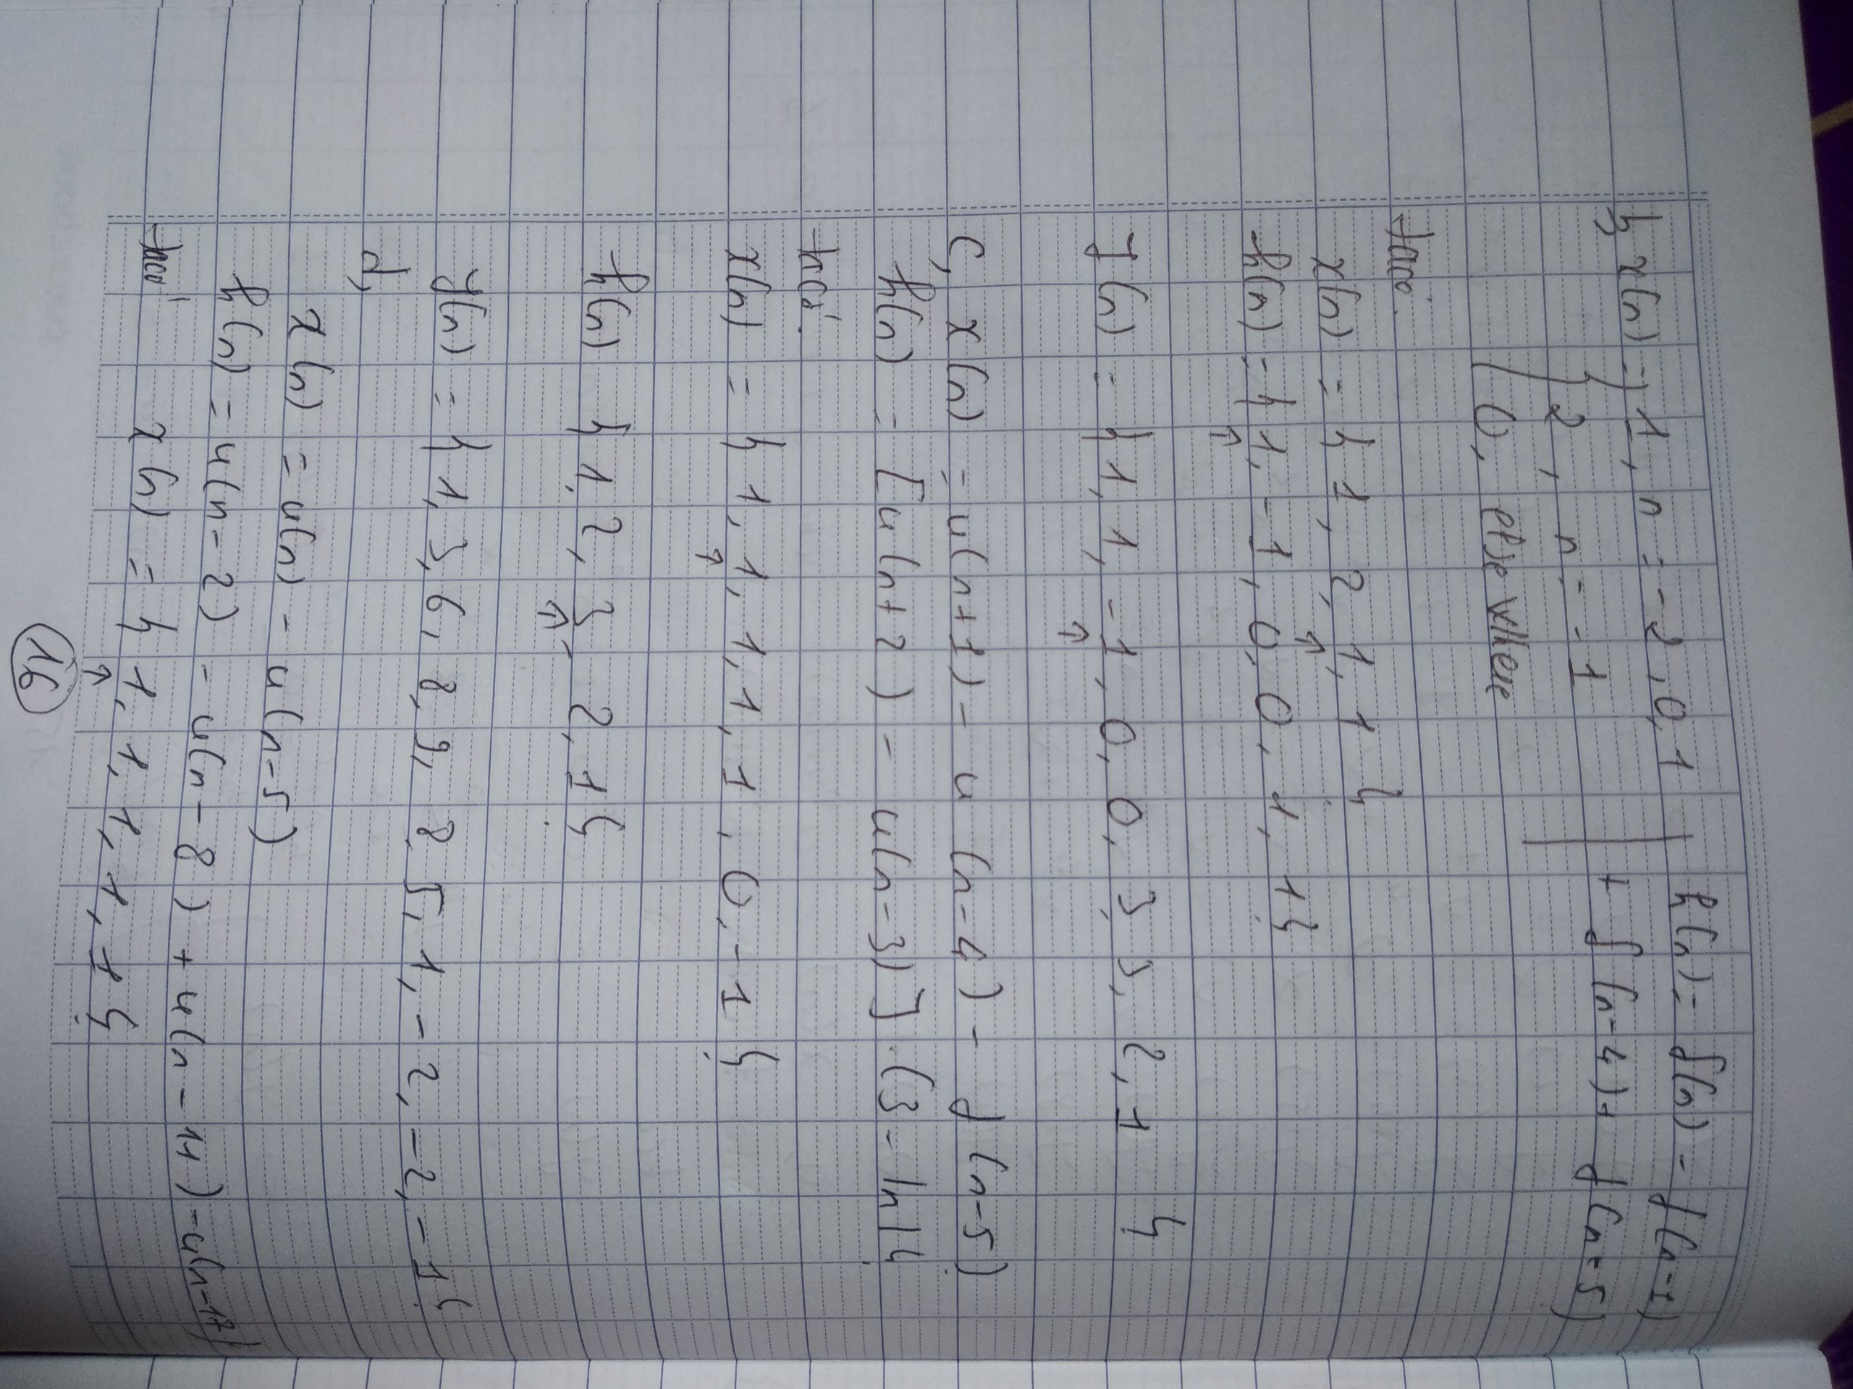 b, x(n) = { 1, n = -2, 0, 1 | h(n) = δ(n) - δ(n-1)
{ 2, n = -1 | + δ(n-4) + δ(n-5)
{ 0, else where
Ta có:
x(n) = { 1, 2, 1, 1 }
↑
h(n) = { 1, -1, 0, 0, 1, 1 }
↑
y(n) = { 1, 1, -1, 0, 0, 3, 3, 2, 1 }
↑
c, x(n) = u(n+1) - u(n-4) - δ(n-5)
h(n) = [u(n+2) - u(n-3)] . (3 - |n|)
Ta có:
x(n) = { 1, 1, 1, 1, 1, 0, -1 }
↑
h(n) { 1, 2, 3, 2, 1 }
↑
y(n) = { 1, 3, 6, 8, 9, 8, 5, 1, -2, -2, -1 }
d,
x(n) = u(n) - u(n-5)
h(n) = u(n-2) - u(n-8) + u(n-11) - u(n-17)
Ta có:
x(n) = { 1, 1, 1, 1, 1 }
↑
16